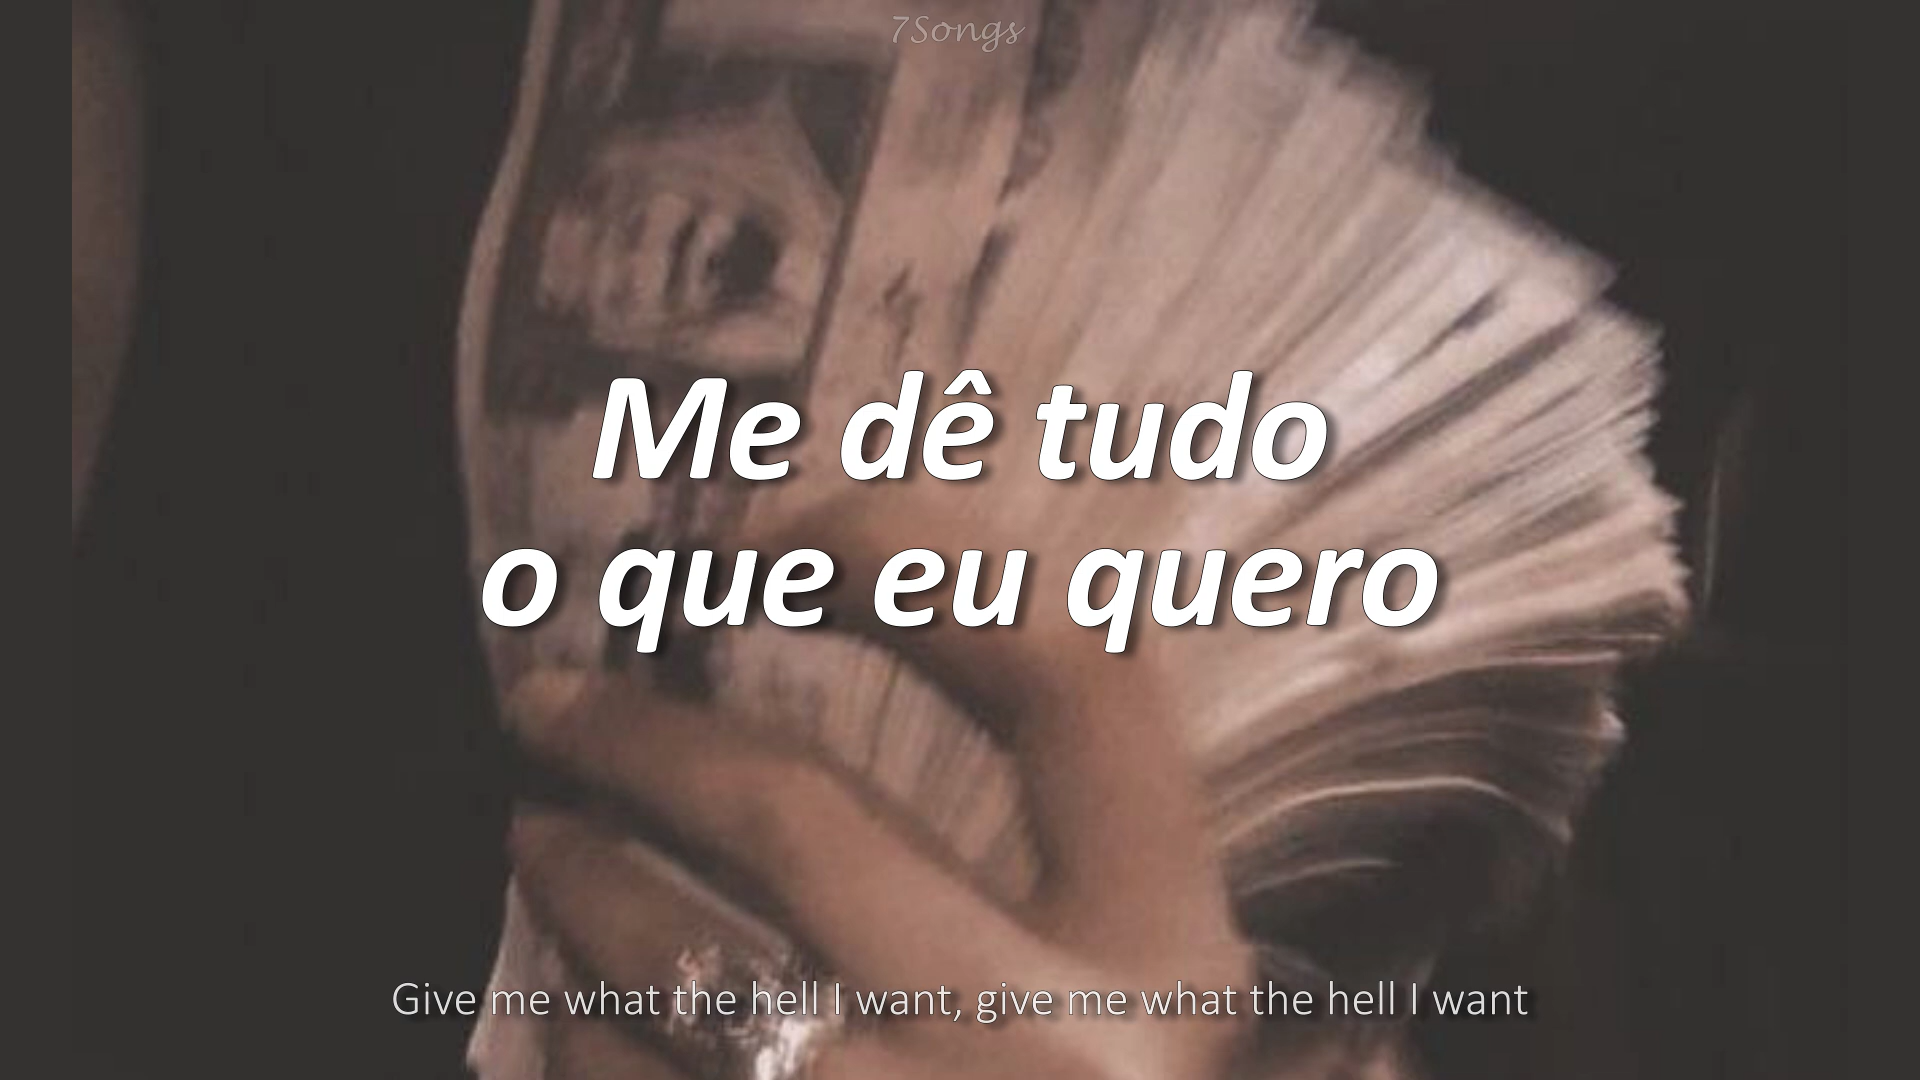 7Songs
Me dê tudo
o que eu quero
Give me what the hell I want, give me what the hell I want